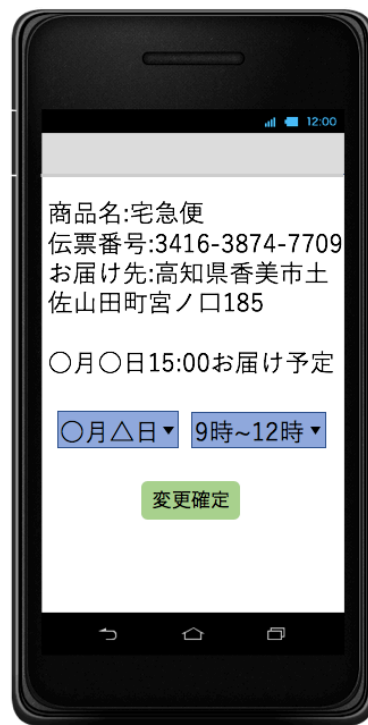 12:00
商品名:宅急便
伝票番号:3416-3874-7709
お届け先:高知県香美市土
佐山田町宮ノ口185
〇月〇日15:00お届け予定
〇月△日▼ 9時~12時▼
変更確定